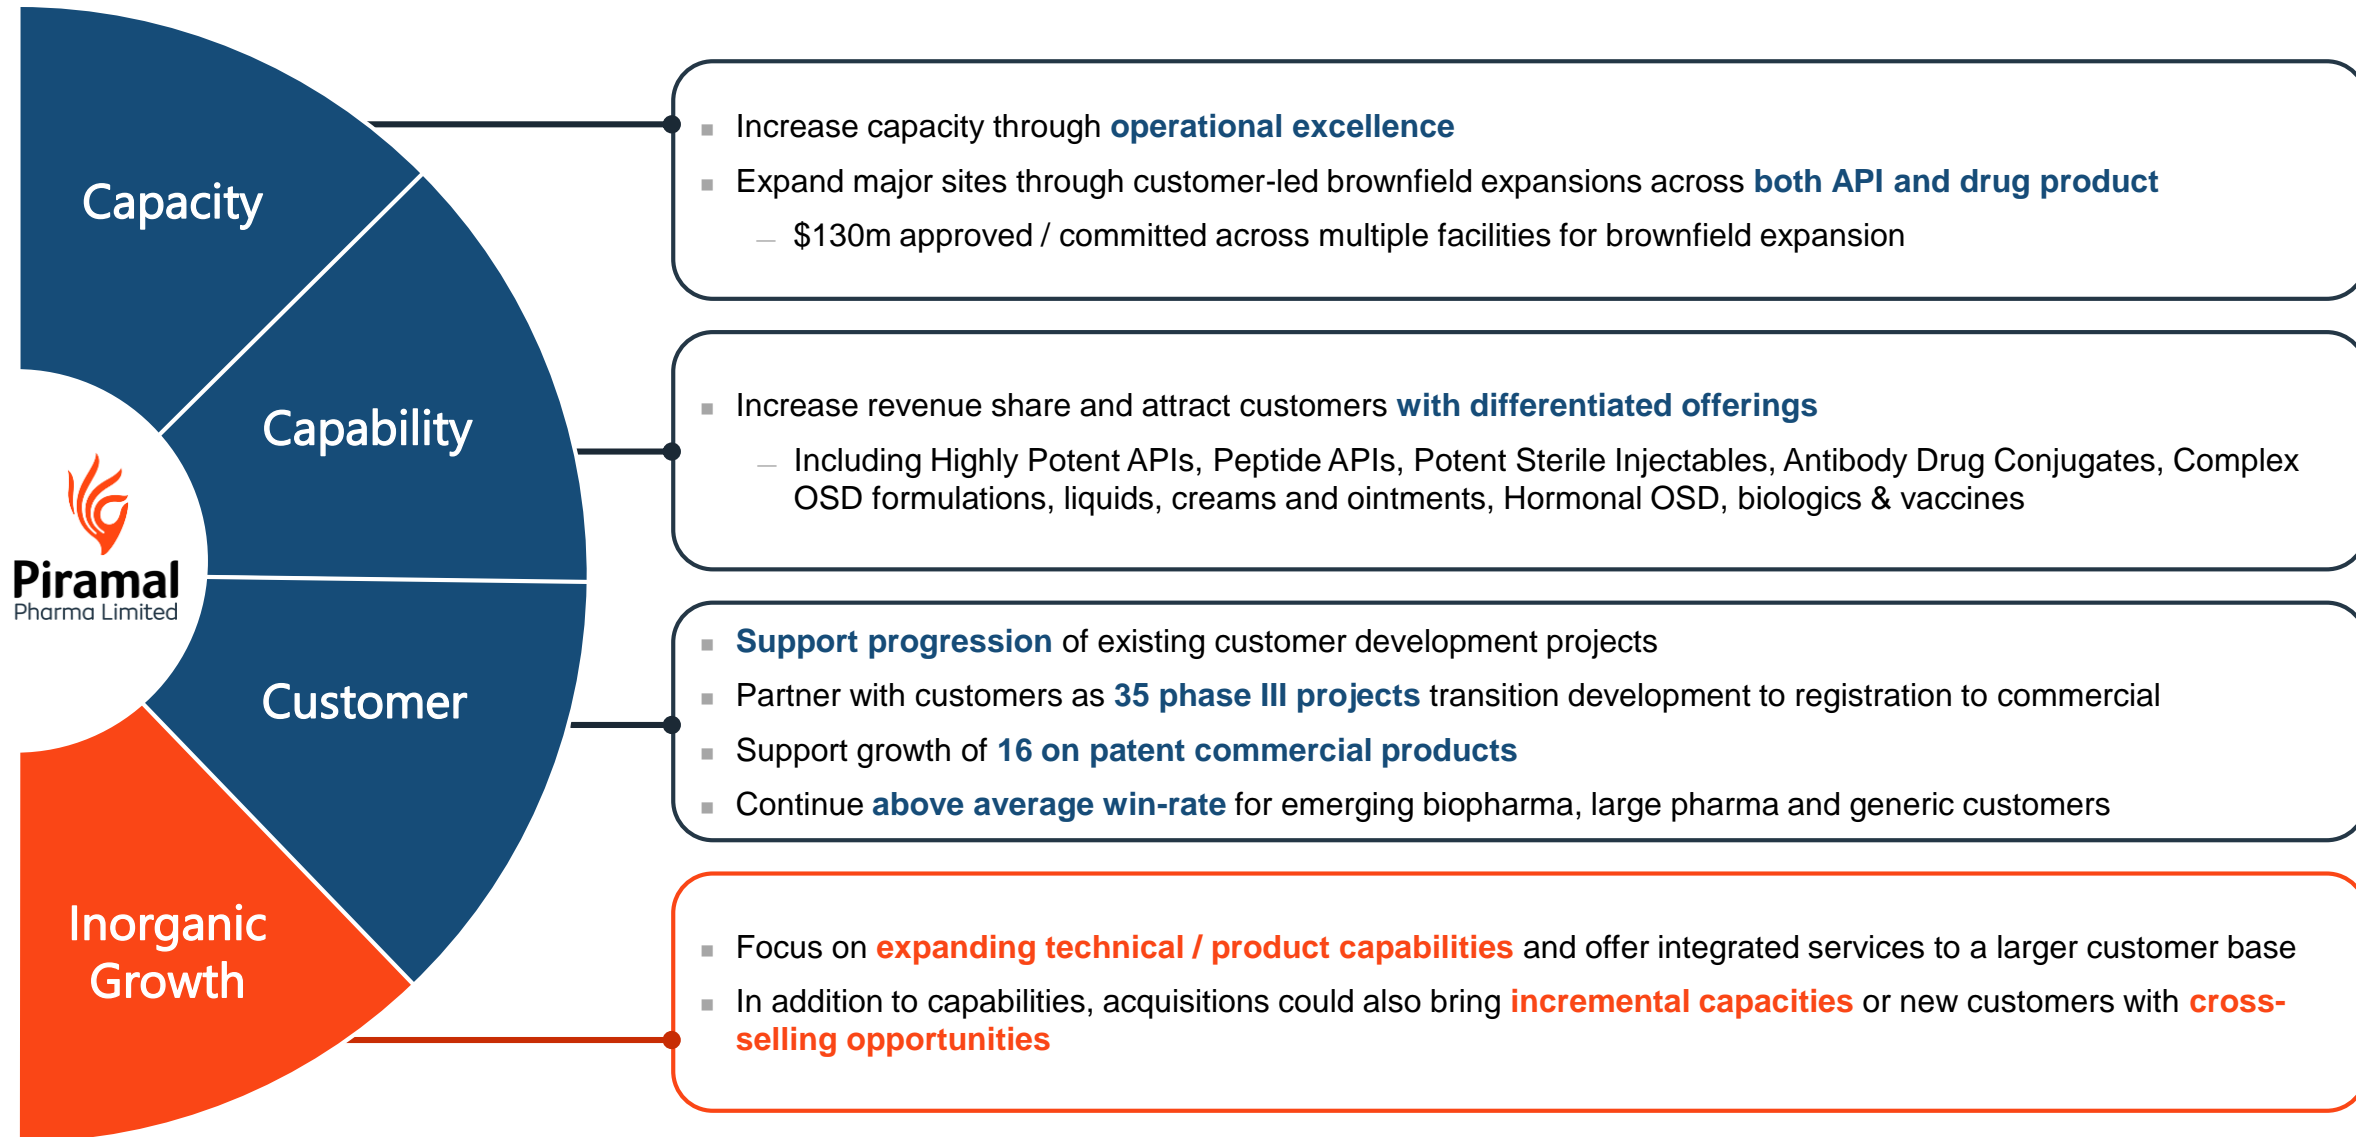 Capacity
Increase capacity through operational excellence
Expand major sites through customer-led brownfield expansions across both API and drug product
– $130m approved / committed across multiple facilities for brownfield expansion
Capability
Increase revenue share and attract customers with differentiated offerings
– Including Highly Potent APIs, Peptide APIs, Potent Sterile Injectables, Antibody Drug Conjugates, Complex
OSD formulations, liquids, creams and ointments, Hormonal OSD, biologics & vaccines
Piramal
Pharma Limited
Customer
Support progression of existing customer development projects
Partner with customers as 35 phase III projects transition development to registration to commercial
Support growth of 16 on patent commercial products
Continue above average win-rate for emerging biopharma, large pharma and generic customers
Inorganic
Growth
Focus on expanding technical / product capabilities and offer integrated services to a larger customer base
In addition to capabilities, acquisitions could also bring incremental capacities or new customers with cross-
selling opportunities